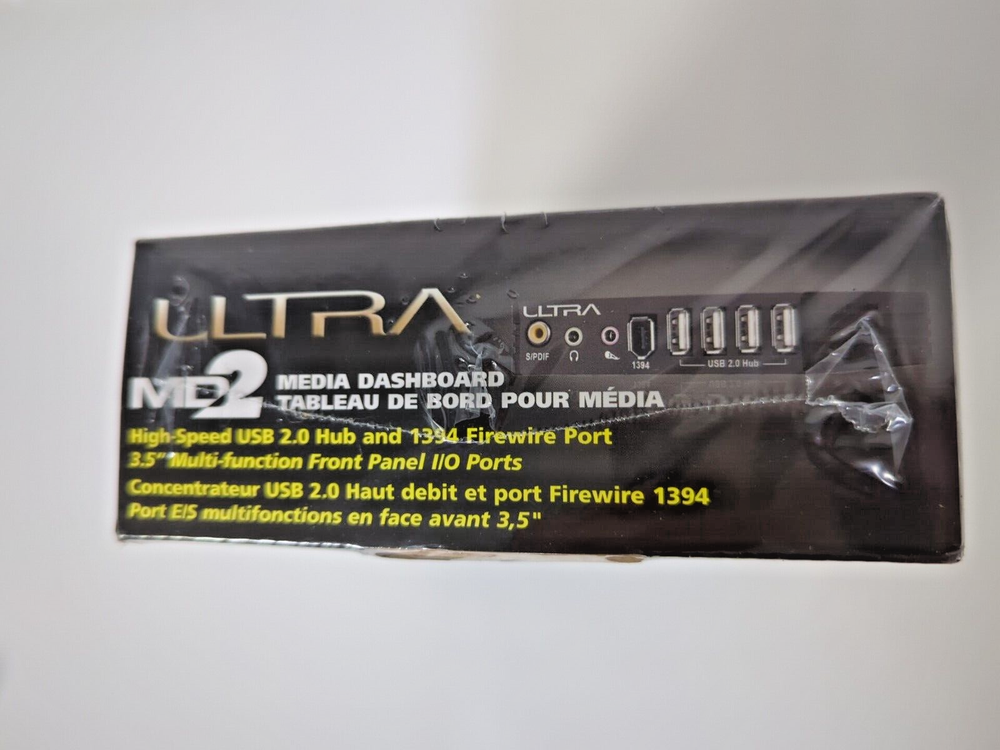 ULTRA
ULTRA
S/PDIF
1394
USB 2.0 Hub
MD2 MEDIA DASHBOARD
TABLEAU DE BORD POUR MÉDIA
High-Speed USB 2.0 Hub and 1394 Firewire Port
3.5" Multi-function Front Panel I/O Ports
Concentrateur USB 2.0 Haut debit et port Firewire 1394
Port E/S multifonctions en face avant 3,5"